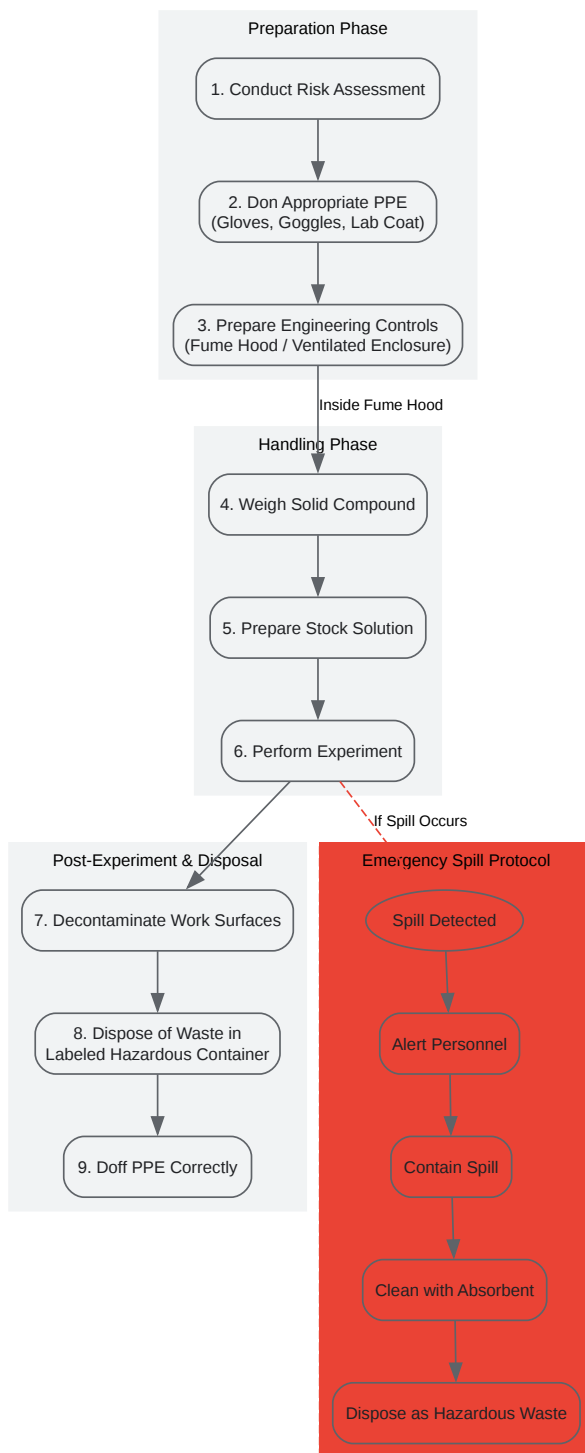 Preparation Phase
1. Conduct Risk Assessment
2. Don Appropriate PPE
(Gloves, Goggles, Lab Coat)
3. Prepare Engineering Controls
(Fume Hood / Ventilated Enclosure)
Inside Fume Hood
Handling Phase
4. Weigh Solid Compound
5. Prepare Stock Solution
6. Perform Experiment
If Spill Occurs
Post-Experiment & Disposal
7. Decontaminate Work Surfaces
8. Dispose of Waste in
Labeled Hazardous Container
9. Doff PPE Correctly
Emergency Spill Protocol
Spill Detected
Alert Personnel
Contain Spill
Clean with Absorbent
Dispose as Hazardous Waste